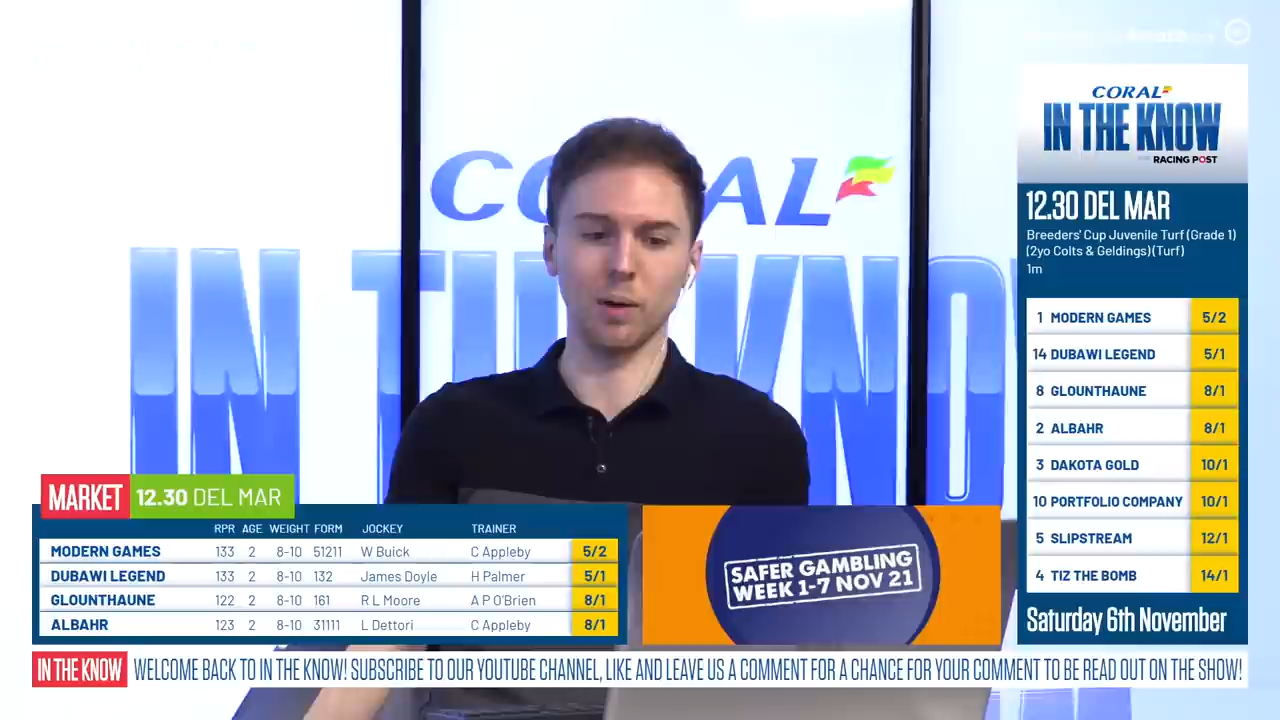 CORAL
IN THE KNOW
RACING POST
12.30 DEL MAR
Breeders' Cup Juvenile Turf (Grade 1)
(2yo Colts & Geldings) (Turf)
1m
1 MODERN GAMES 5/2
14 DUBAWI LEGEND 5/1
8 GLOUNTHAUNE 8/1
2 ALBAHR 8/1
3 DAKOTA GOLD 10/1
10 PORTFOLIO COMPANY 10/1
5 SLIPSTREAM 12/1
4 TIZ THE BOMB 14/1
Saturday 6th November
MARKET 12.30 DEL MAR
RPR AGE WEIGHT FORM JOCKEY TRAINER
MODERN GAMES 133 2 8-10 51211 W Buick C Appleby 5/2
DUBAWI LEGEND 133 2 8-10 132 James Doyle H Palmer 5/1
GLOUNTHAUNE 122 2 8-10 161 R L Moore A P O'Brien 8/1
ALBAHR 123 2 8-10 31111 L Dettori C Appleby 8/1
SAFER GAMBLING
WEEK 1-7 NOV 21
IN THE KNOW WELCOME BACK TO IN THE KNOW! SUBSCRIBE TO OUR YOUTUBE CHANNEL, LIKE AND LEAVE US A COMMENT FOR A CHANCE FOR YOUR COMMENT TO BE READ OUT ON THE SHOW!